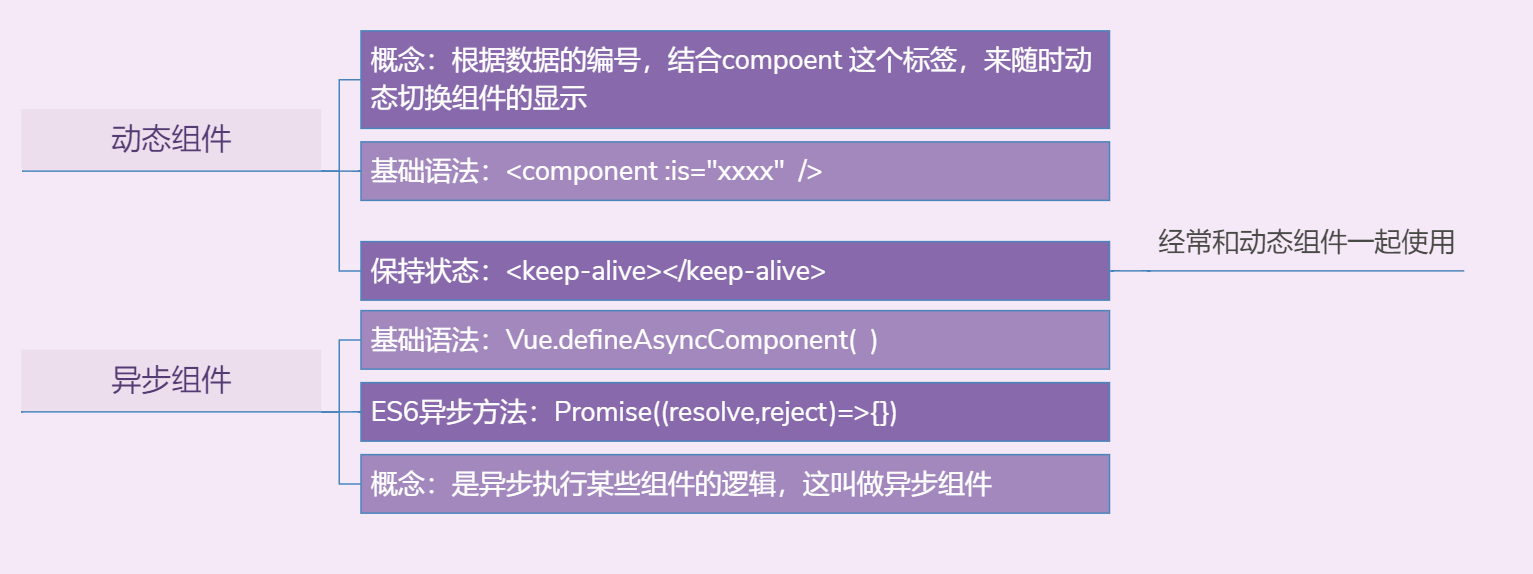 动态组件
概念：根据数据的编号，结合compoent 这个标签，来随时动
态切换组件的显示
基础语法：<component :is="xxxx"  />
保持状态：<keep-alive></keep-alive>
经常和动态组件一起使用
异步组件
基础语法：Vue.defineAsyncComponent(  )
ES6异步方法：Promise((resolve,reject)=>{})
概念：是异步执行某些组件的逻辑，这叫做异步组件